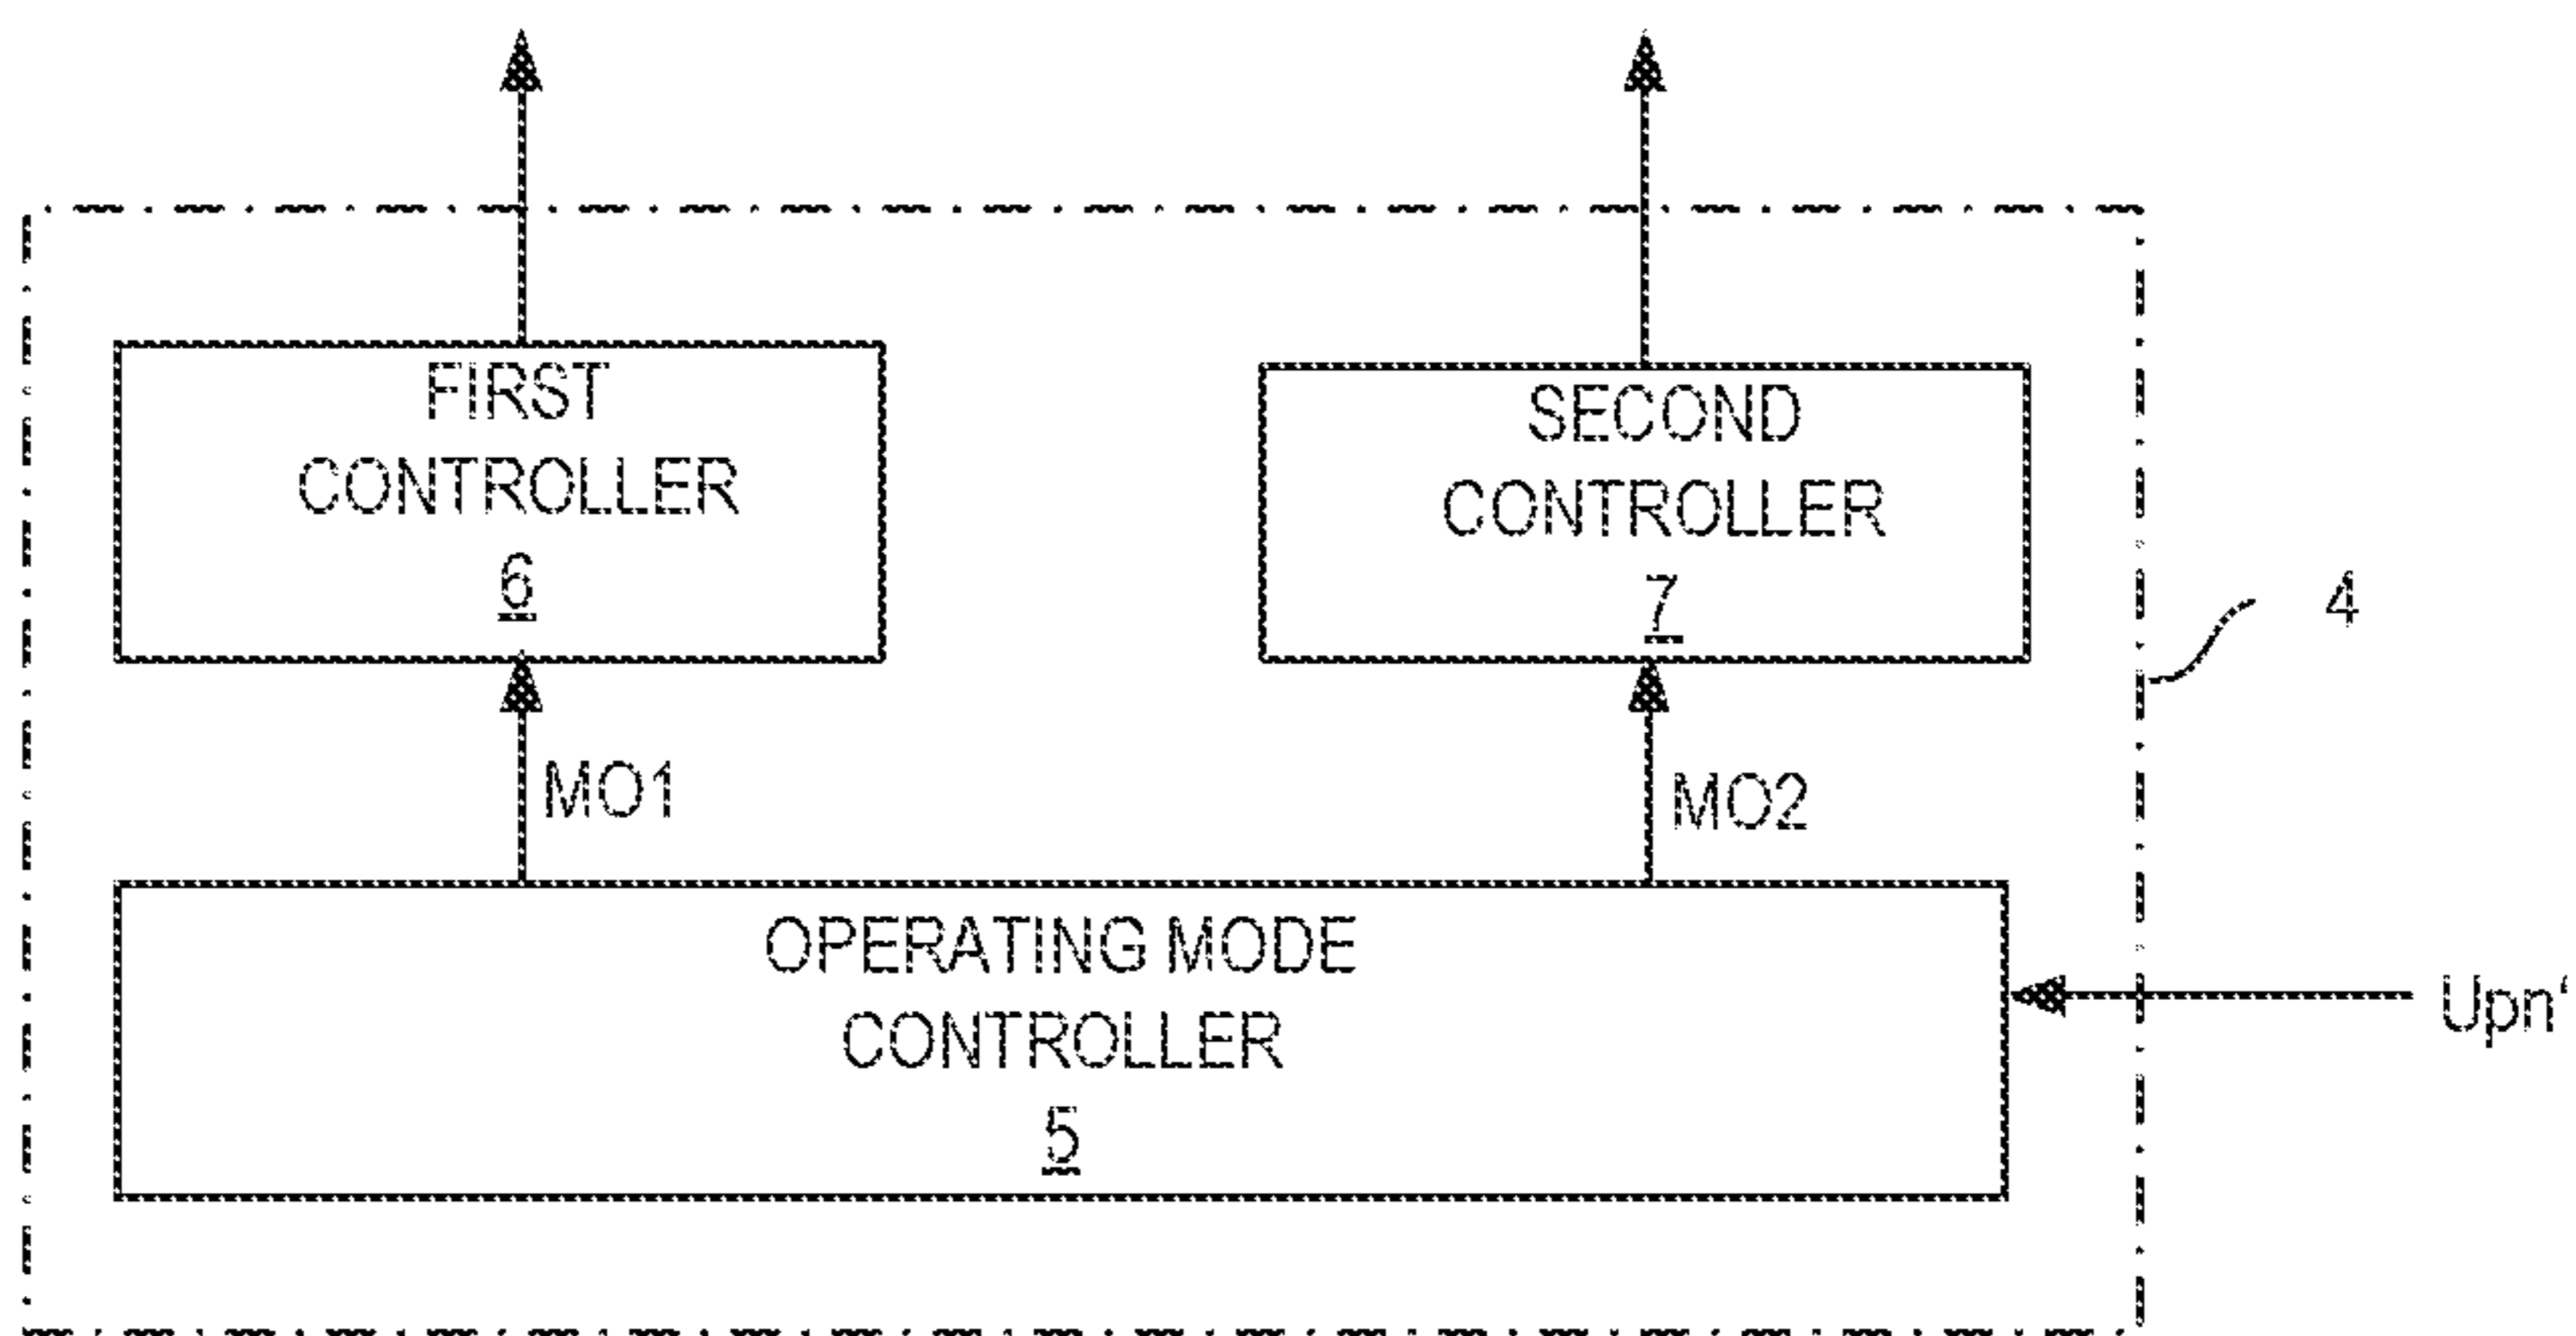 FIRST
CONTROLLER
6
SECOND
CONTROLLER
7
4
MO1
MO2
OPERATING MODE
CONTROLLER
5
Upn‘